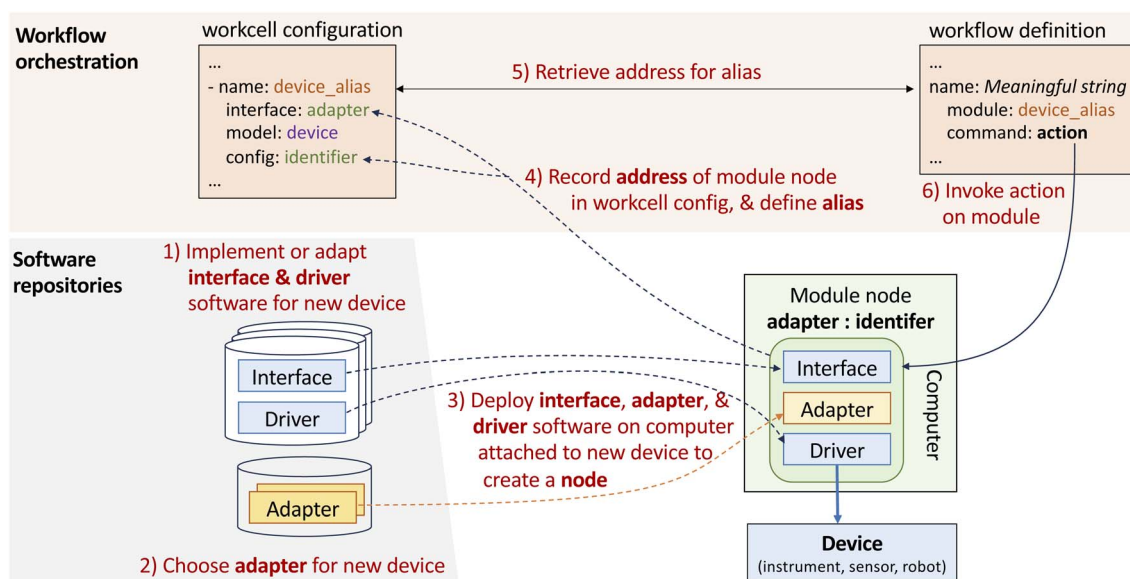 Workflow
orchestration
workcell configuration
...
- name: device_alias
interface: adapter
model: device
config: identifier
...
5) Retrieve address for alias
workflow definition
...
name: Meaningful string
module: device_alias
command: action
...
4) Record address of module node
in workcell config, & define alias
6) Invoke action
on module
Software
repositories
1) Implement or adapt
interface & driver
software for new device
Interface
Driver
Adapter
2) Choose adapter for new device
3) Deploy interface, adapter, &
driver software on computer
attached to new device to
create a node
Module node
adapter : identifer
Interface
Adapter
Driver
Computer
Device
(instrument, sensor, robot)